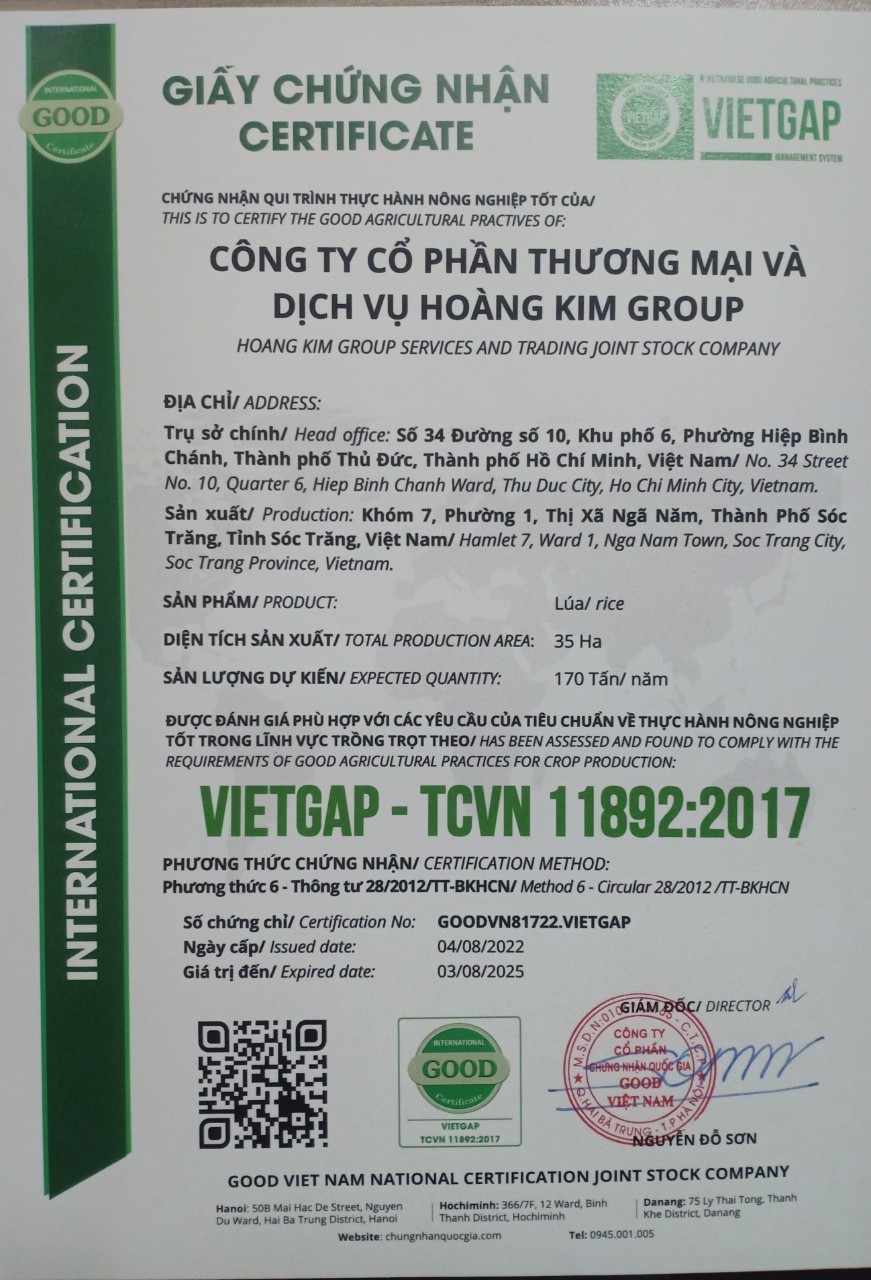 INTERNATIONAL
GOOD
Certificate
INTERNATIONAL CERTIFICATION
GIẤY CHỨNG NHẬN
CERTIFICATE
VIETNAMESE GOOD AGRICULTURAL PRACTICES
VIETGAP
VIETGAP
MANAGEMENT SYSTEM
CHỨNG NHẬN QUI TRÌNH THỰC HÀNH NÔNG NGHIỆP TỐT CỦA/
THIS IS TO CERTIFY THE GOOD AGRICULTURAL PRACTIVES OF:
CÔNG TY CỔ PHẦN THƯƠNG MẠI VÀ
DỊCH VỤ HOÀNG KIM GROUP
HOANG KIM GROUP SERVICES AND TRADING JOINT STOCK COMPANY
ĐỊA CHỈ/ ADDRESS:
Trụ sở chính/ Head office: Số 34 Đường số 10, Khu phố 6, Phường Hiệp Bình
Chánh, Thành phố Thủ Đức, Thành phố Hồ Chí Minh, Việt Nam/ No. 34 Street
No. 10, Quarter 6, Hiep Binh Chanh Ward, Thu Duc City, Ho Chi Minh City, Vietnam.
Sản xuất/ Production: Khóm 7, Phường 1, Thị Xã Ngã Năm, Thành Phố Sóc
Trăng, Tỉnh Sóc Trăng, Việt Nam/ Hamlet 7, Ward 1, Nga Nam Town, Soc Trang City,
Soc Trang Province, Vietnam.
SẢN PHẨM/ PRODUCT: Lúa/ rice
DIỆN TÍCH SẢN XUẤT/ TOTAL PRODUCTION AREA: 35 Ha
SẢN LƯỢNG DỰ KIẾN/ EXPECTED QUANTITY: 170 Tấn/ năm
ĐƯỢC ĐÁNH GIÁ PHÙ HỢP VỚI CÁC YÊU CẦU CỦA TIÊU CHUẨN VỀ THỰC HÀNH NÔNG NGHIỆP
TỐT TRONG LĨNH VỰC TRỒNG TRỌT THEO/ HAS BEEN ASSESSED AND FOUND TO COMPLY WITH THE
REQUIREMENTS OF GOOD AGRICULTURAL PRACTICES FOR CROP PRODUCTION:
VIETGAP - TCVN 11892:2017
PHƯƠNG THỨC CHỨNG NHẬN/ CERTIFICATION METHOD:
Phương thức 6 - Thông tư 28/2012/TT-BKHCN/ Method 6 - Circular 28/2012 /TT-BKHCN
Số chứng chỉ/ Certification No: GOODVN81722.VIETGAP
Ngày cấp/ Issued date: 04/08/2022
Giá trị đến/ Expired date: 03/08/2025
GIÁM ĐỐC/ DIRECTOR
INTERNATIONAL
GOOD
Certificate
VIETGAP
TCVN 11892:2017
CÔNG TY
CỔ PHẦN
CHỨNG NHẬN QUỐC GIA
GOOD
VIỆT NAM
Q.HAI BÀ TRƯNG - T.P HÀ NỘI
NGUYỄN ĐỖ SƠN
GOOD VIET NAM NATIONAL CERTIFICATION JOINT STOCK COMPANY
Hanoi: 50B Mai Hac De Street, Nguyen
Du Ward, Hai Ba Trung District, Hanoi
Hochiminh: 366/7F, 12 Ward, Binh
Thanh District, Hochiminh
Danang: 75 Ly Thai Tong, Thanh
Khe District, Danang
Website: chungnhanquocgia.com Tel: 0945.001.005